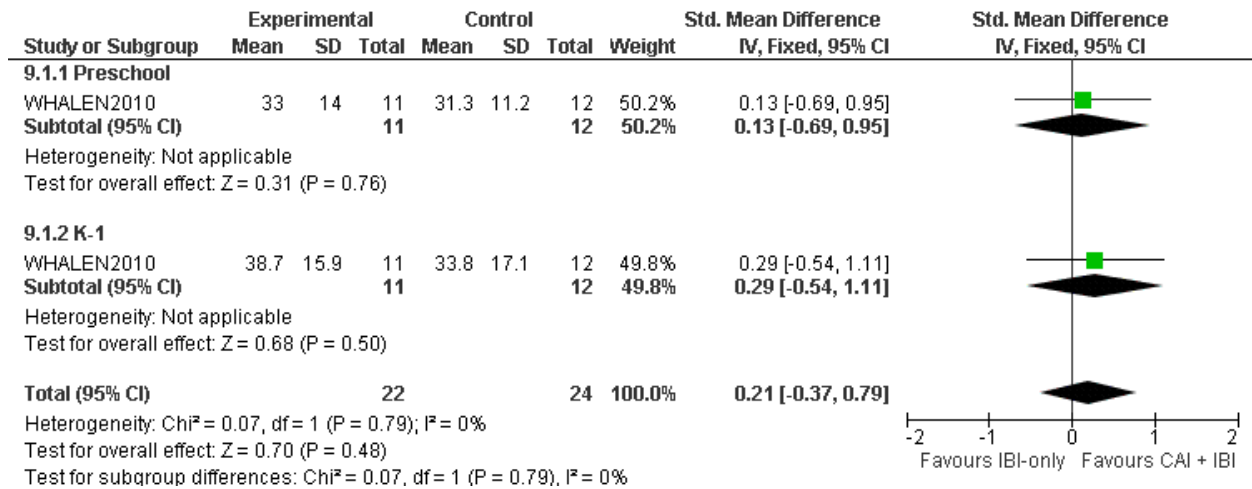 Experimental Control Std. Mean Difference Std. Mean Difference
Study or Subgroup Mean SD Total Mean SD Total Weight IV, Fixed, 95% CI IV, Fixed, 95% CI
9.1.1 Preschool
WHALEN2010 33 14 11 31.3 11.2 12 50.2% 0.13 [-0.69, 0.95]
Subtotal (95% CI) 11 12 50.2% 0.13 [-0.69, 0.95]
Heterogeneity: Not applicable
Test for overall effect: Z = 0.31 (P = 0.76)
9.1.2 K-1
WHALEN2010 38.7 15.9 11 33.8 17.1 12 49.8% 0.29 [-0.54, 1.11]
Subtotal (95% CI) 11 12 49.8% 0.29 [-0.54, 1.11]
Heterogeneity: Not applicable
Test for overall effect: Z = 0.68 (P = 0.50)
Total (95% CI) 22 24 100.0% 0.21 [-0.37, 0.79]
Heterogeneity: Chi² = 0.07, df = 1 (P = 0.79); I² = 0%
Test for overall effect: Z = 0.70 (P = 0.48)
Test for subgroup differences: Chi² = 0.07, df = 1 (P = 0.79), I² = 0%
-2 -1 0 1 2
Favours IBI-only Favours CAI + IBI